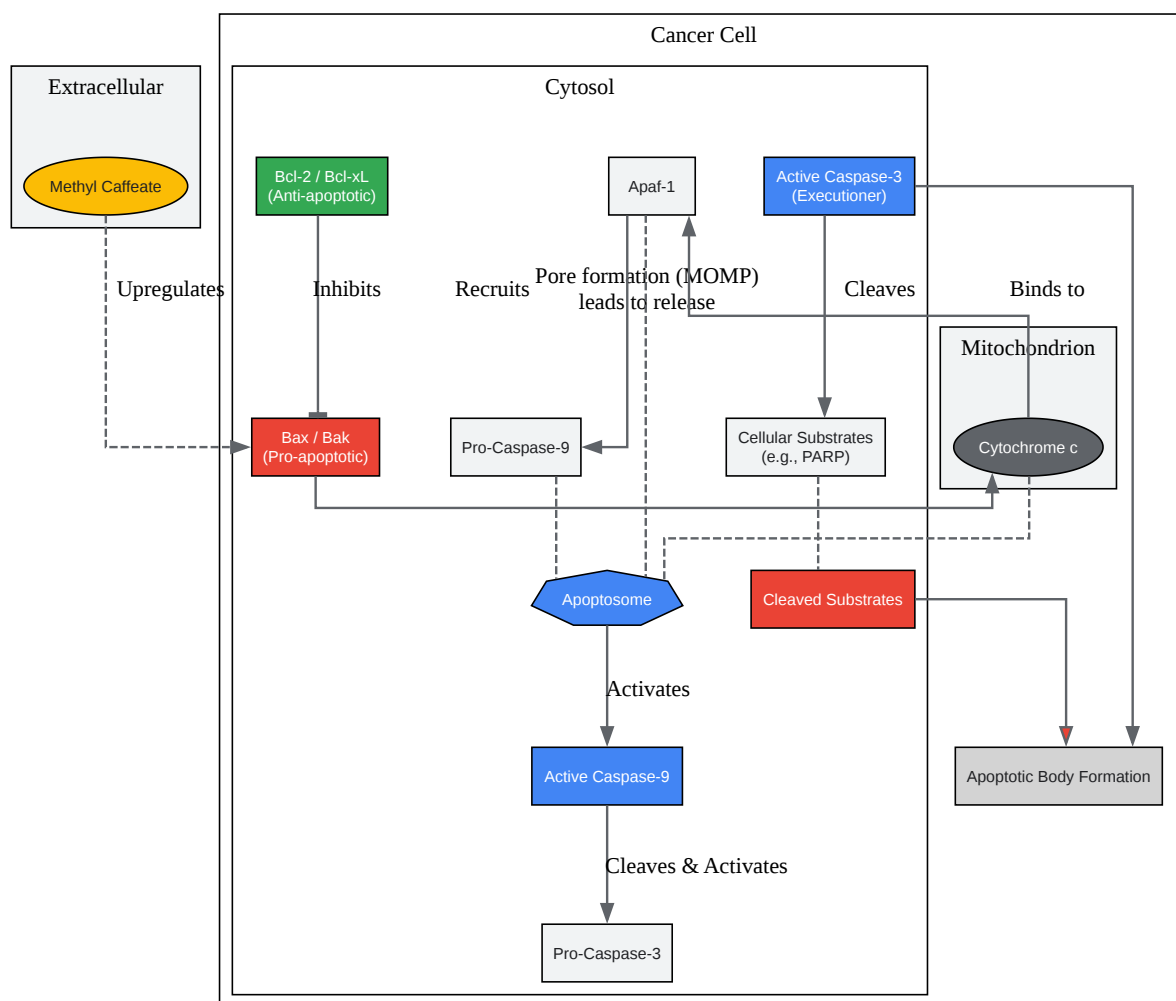 Cancer Cell
Extracellular
Cytosol
Methyl Caffeate
Bcl-2 / Bcl-xL
(Anti-apoptotic)
Apaf-1
Active Caspase-3
(Executioner)
Upregulates
Inhibits
Recruits
Pore formation (MOMP)
leads to release
Cleaves
Binds to
Mitochondrion
Bax / Bak
(Pro-apoptotic)
Pro-Caspase-9
Cellular Substrates
(e.g., PARP)
Cytochrome c
Apoptosome
Cleaved Substrates
Activates
Active Caspase-9
Apoptotic Body Formation
Cleaves & Activates
Pro-Caspase-3